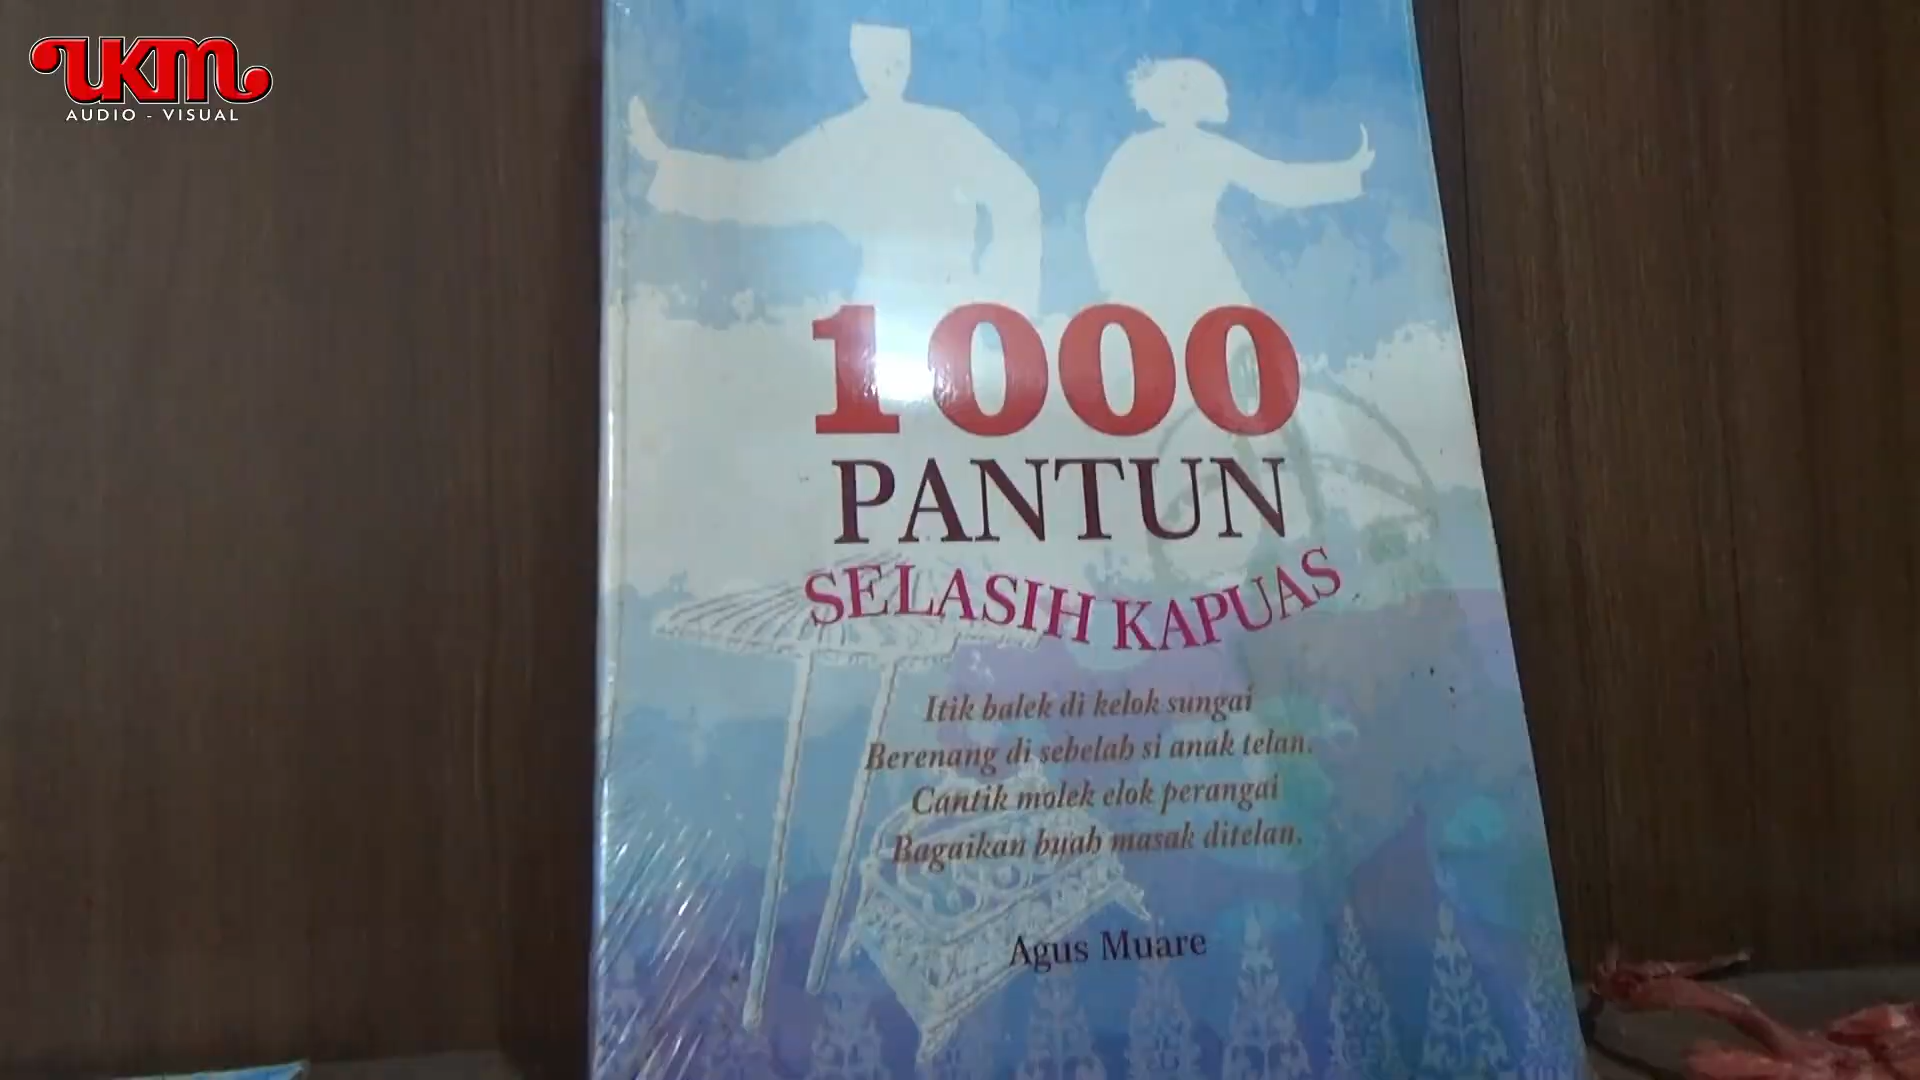 UKM
AUDIO - VISUAL
1000
PANTUN
SELASIH KAPUAS
Itik balek di kelok sungai
Berenang di sebelah si anak telan.
Cantik molek elok perangai
Bagaikan buah masak ditelan.
Agus Muare